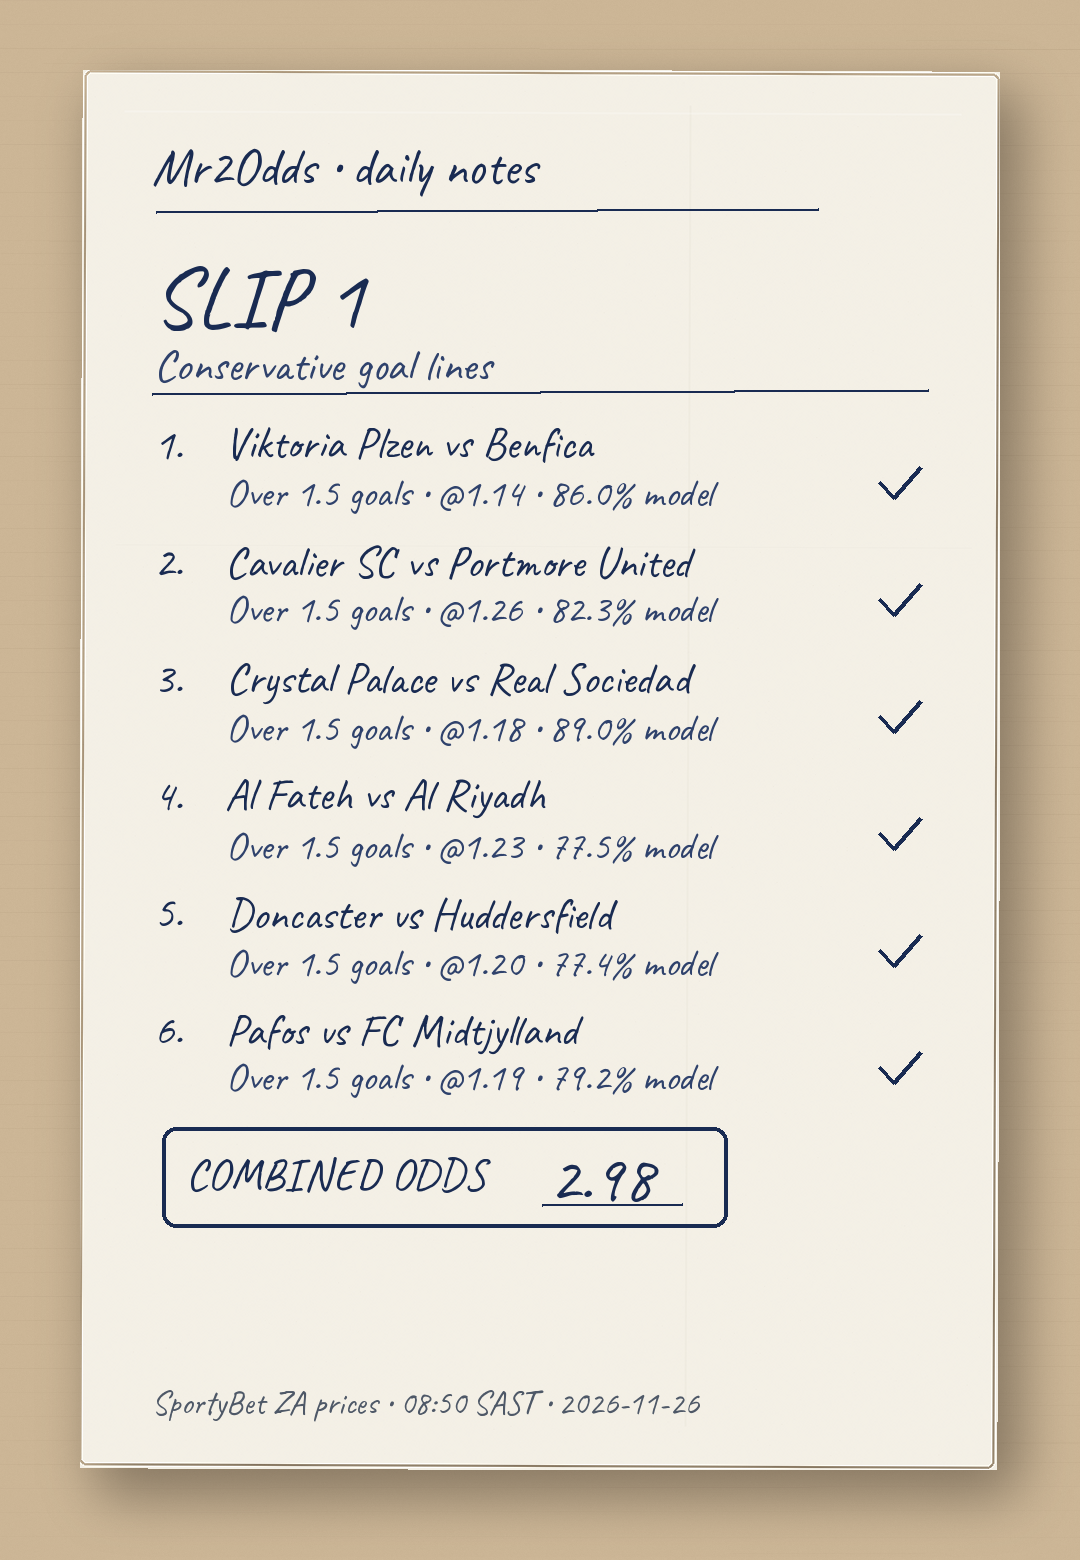 Mr2Odds · daily notes
SLIP 1
Conservative goal lines
1. Viktoria Plzen vs Benfica
Over 1.5 goals · @1.14 · 86.0% model
2. Cavalier SC vs Portmore United
Over 1.5 goals · @1.26 · 82.3% model
3. Crystal Palace vs Real Sociedad
Over 1.5 goals · @1.18 · 89.0% model
4. Al Fateh vs Al Riyadh
Over 1.5 goals · @1.23 · 77.5% model
5. Doncaster vs Huddersfield
Over 1.5 goals · @1.20 · 77.4% model
6. Pafos vs FC Midtjylland
Over 1.5 goals · @1.19 · 79.2% model
COMBINED ODDS 2.98
SportyBet ZA prices · 08:50 SAST · 2026-11-26